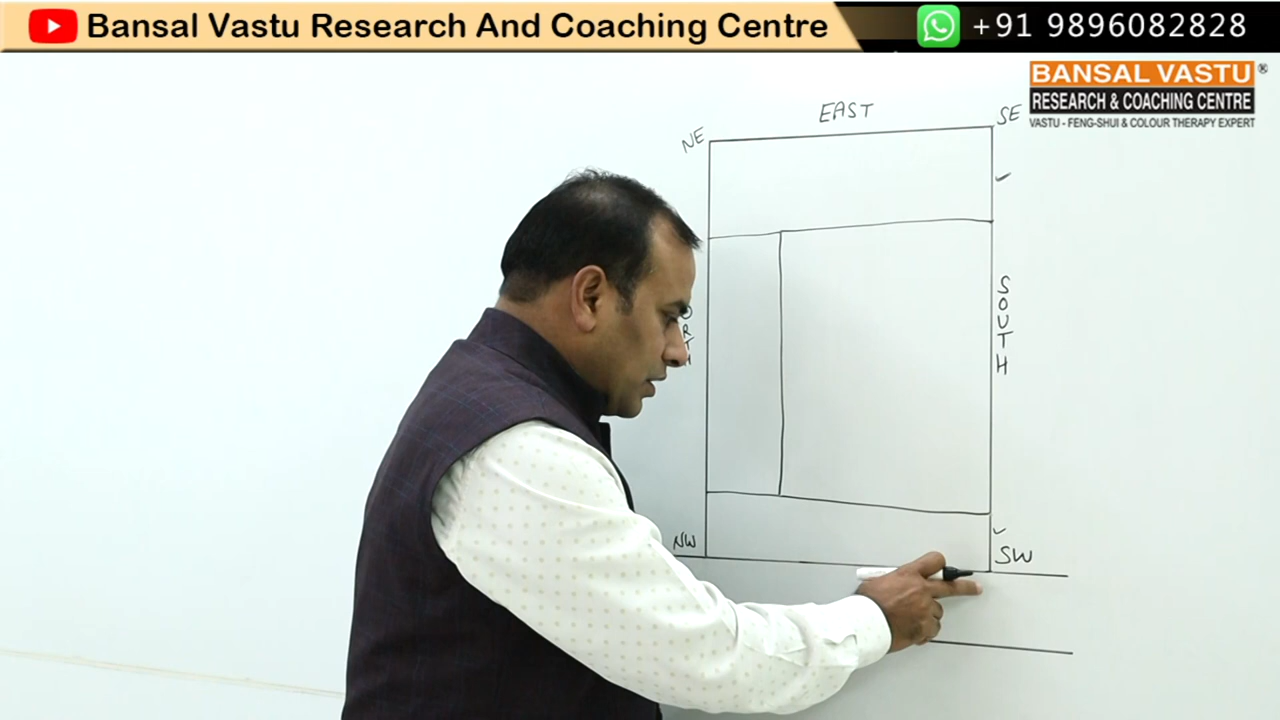 Bansal Vastu Research And Coaching Centre
+91 9896082828
BANSAL VASTU®
RESEARCH & COACHING CENTRE
VASTU - FENG-SHUI & COLOUR THERAPY EXPERT
EAST
NE
SE
SOUTH
NW
SW